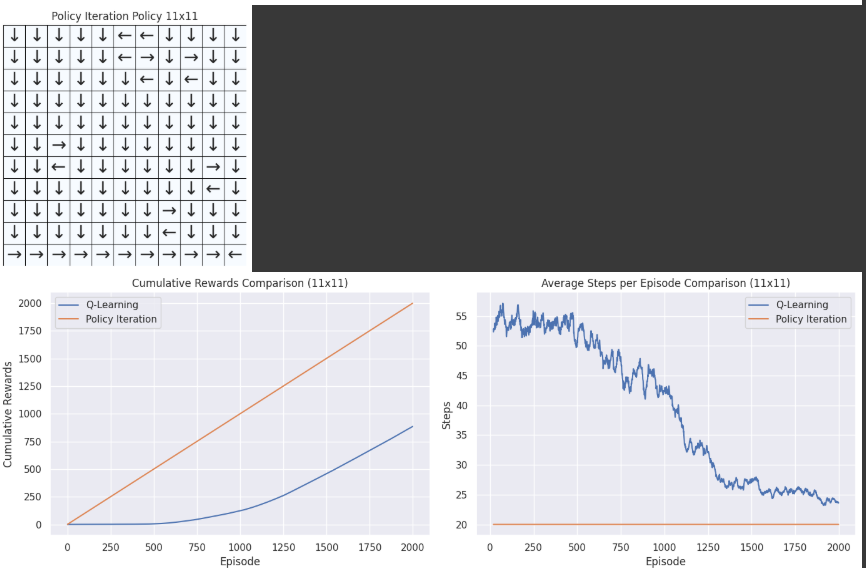 Policy Iteration Policy 11x11
↓ ↓ ↓ ↓ ↓ ← ← ↓ ↓ ↓ ↓
↓ ↓ ↓ ↓ ↓ ← → ↓ → ↓ ↓
↓ ↓ ↓ ↓ ↓ ↓ ← ↓ ← ↓ ↓
↓ ↓ ↓ ↓ ↓ ↓ ↓ ↓ ↓ ↓ ↓
↓ ↓ ↓ ↓ ↓ ↓ ↓ ↓ ↓ ↓ ↓
↓ ↓ → ↓ ↓ ↓ ↓ ↓ ↓ ↓ ↓
↓ ↓ ← ↓ ↓ ↓ ↓ ↓ ↓ → ↓
↓ ↓ ↓ ↓ ↓ ↓ ↓ ↓ ↓ ← ↓
↓ ↓ ↓ ↓ ↓ ↓ ↓ → ↓ ↓ ↓
↓ ↓ ↓ ↓ ↓ ↓ ↓ ← ↓ ↓ ↓
→ → → → → → → → → → ←
Cumulative Rewards Comparison (11x11)
Q-Learning
Policy Iteration
Cumulative Rewards
2000
1750
1500
1250
1000
750
500
250
0
0 250 500 750 1000 1250 1500 1750 2000
Episode
Average Steps per Episode Comparison (11x11)
Q-Learning
Policy Iteration
Steps
55
50
45
40
35
30
25
20
0 250 500 750 1000 1250 1500 1750 2000
Episode